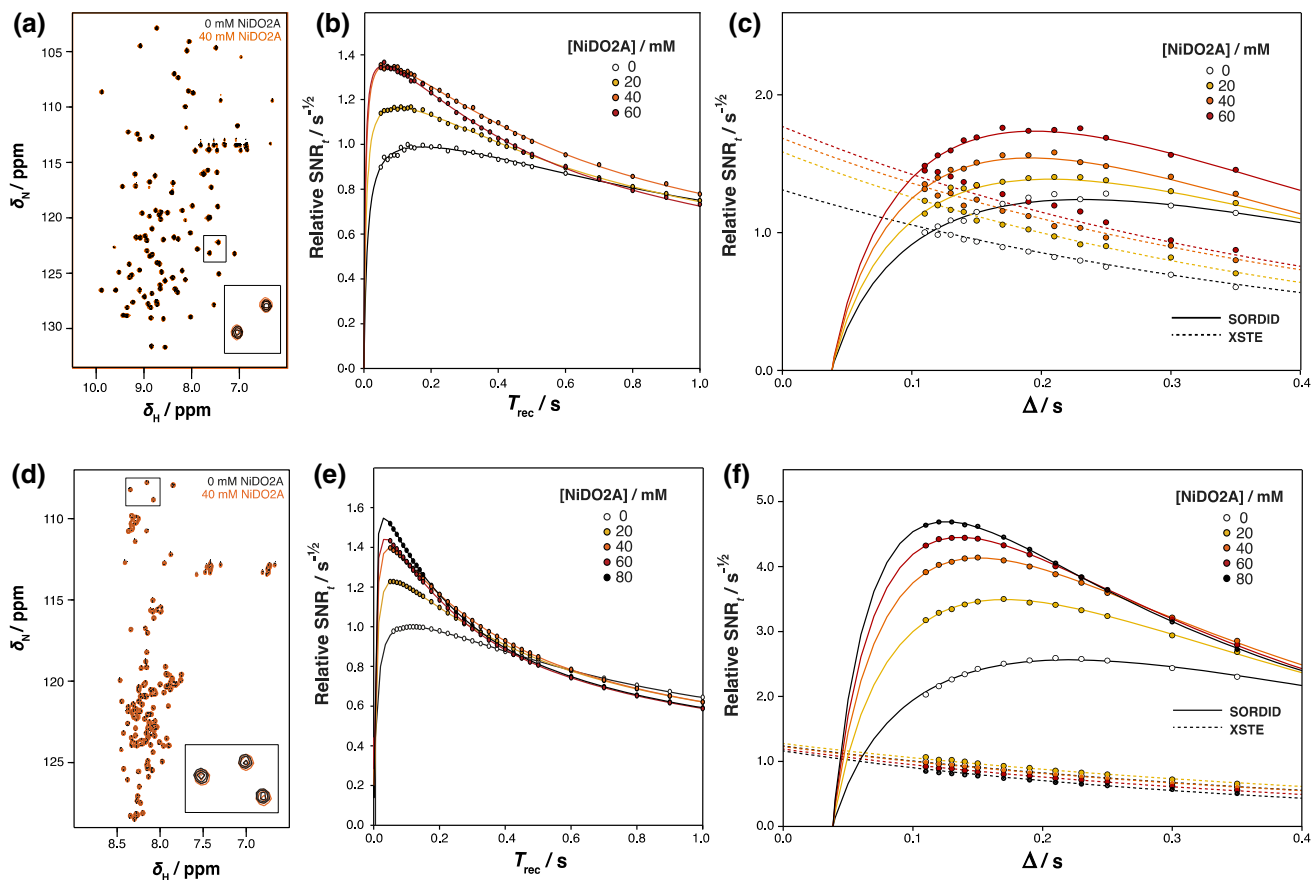 (a)
0 mM NiDO2A
40 mM NiDO2A
105
110
115
120
125
130
δN / ppm
10.0 9.0 8.0 7.0
δH / ppm
(b)
[NiDO2A] / mM
0
20
40
60
1.4
1.2
1.0
0.8
0.6
0.4
0.2
0.0
Relative SNRt / s⁻½
0.0 0.2 0.4 0.6 0.8 1.0
Trec / s
(c)
[NiDO2A] / mM
0
20
40
60
2.0
1.0
0.0
Relative SNRt / s⁻½
SORDID
XSTE
0.0 0.1 0.2 0.3 0.4
Δ / s
(d)
0 mM NiDO2A
40 mM NiDO2A
110
115
120
125
δN / ppm
8.5 8.0 7.5 7.0
δH / ppm
(e)
[NiDO2A] / mM
0
20
40
60
80
1.6
1.4
1.2
1.0
0.8
0.6
0.4
0.2
0.0
Relative SNRt / s⁻½
0.0 0.2 0.4 0.6 0.8 1.0
Trec / s
(f)
[NiDO2A] / mM
0
20
40
60
80
5.0
4.0
3.0
2.0
1.0
0.0
Relative SNRt / s⁻½
SORDID
XSTE
0.0 0.1 0.2 0.3 0.4
Δ / s